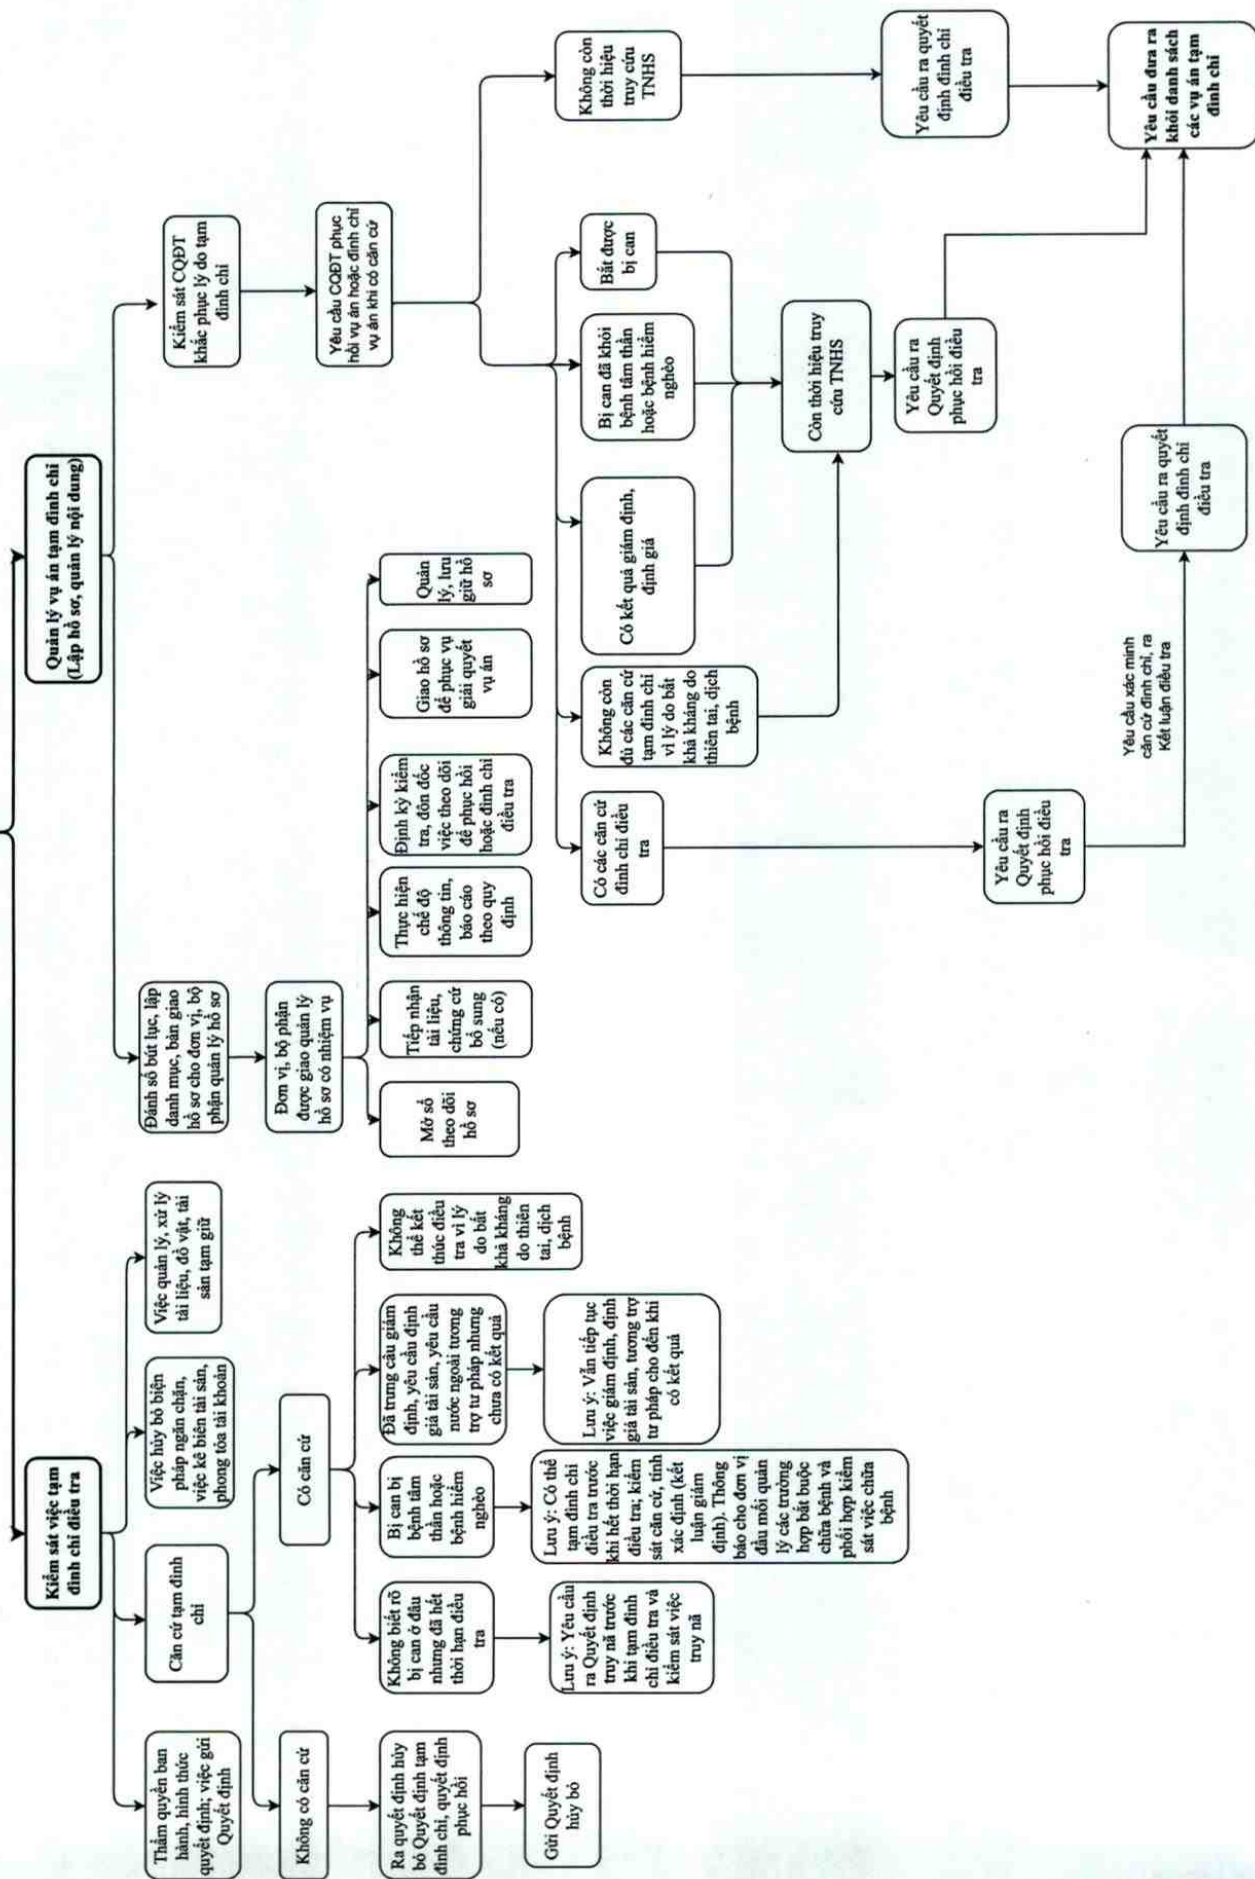 Kiểm sát việc tạm
đình chỉ điều tra
Quản lý vụ án tạm đình chỉ
(Lập hồ sơ, quản lý nội dung)
Thẩm quyền ban
hành, hình thức
quyết định; việc gửi
Quyết định
Căn cứ tạm đình
chỉ
Việc hủy bỏ biện
pháp ngăn chặn,
việc kê biên tài sản,
phong tỏa tài khoản
Việc quản lý, xử lý
tài liệu, đồ vật, tài
sản tạm giữ
Đánh số bút lục, lập
danh mục, bàn giao
hồ sơ cho đơn vị, bộ
phận quản lý hồ sơ
Kiểm sát CQĐT
khắc phục lý do tạm
đình chỉ
Không có căn cứ
Có căn cứ
Đơn vị, bộ phận
được giao quản lý
hồ sơ có nhiệm vụ
Yêu cầu CQĐT phục
hồi vụ án hoặc đình chỉ
vụ án khi có căn cứ
Ra quyết định hủy
bỏ Quyết định tạm
đình chỉ, quyết định
phục hồi
Không biết rõ
bị can ở đâu
nhưng đã hết
thời hạn điều
tra
Bị can bị
bệnh tâm
thần hoặc
bệnh hiểm
nghèo
Đã trưng cầu giám
định, yêu cầu định
giá tài sản, yêu cầu
nước ngoài tương
trợ tư pháp nhưng
chưa có kết quả
Không
thể kết
thúc điều
tra vì lý
do bất
khả kháng
do thiên
tai, dịch
bệnh
Mở sổ
theo dõi
hồ sơ
Tiếp nhận
tài liệu,
chứng cứ
bổ sung
(nếu có)
Thực hiện
chế độ
thông tin,
báo cáo
theo quy
định
Định kỳ kiểm
tra, đôn đốc
việc theo dõi
để phục hồi
hoặc đình chỉ
điều tra
Giao hồ sơ
để phục vụ
giải quyết
vụ án
Quản
lý, lưu
giữ hồ
sơ
Gửi Quyết định
hủy bỏ
Lưu ý: Yêu cầu
ra Quyết định
truy nã trước
khi tạm đình
chỉ điều tra và
kiểm sát việc
truy nã
Lưu ý: Có thể
tạm đình chỉ
điều tra trước
khi hết thời hạn
điều tra; kiểm
sát căn cứ, tính
xác định (kết
luận giám
định). Thông
báo cho đơn vị
đầu mối quản
lý các trường
hợp bắt buộc
chữa bệnh và
phối hợp kiểm
sát việc chữa
bệnh
Lưu ý: Vẫn tiếp tục
việc giám định, định
giá tài sản, tương trợ
tư pháp cho đến khi
có kết quả
Có các căn cứ
đình chỉ điều
tra
Không còn
đủ các căn cứ
tạm đình chỉ
vì lý do bất
khả kháng do
thiên tai, dịch
bệnh
Có kết quả giám định,
định giá
Bị can đã khỏi
bệnh tâm thần
hoặc bệnh hiểm
nghèo
Bắt được
bị can
Không còn
thời hiệu
truy cứu
TNHS
Còn thời hiệu truy
cứu TNHS
Yêu cầu ra quyết
định đình chỉ
điều tra
Yêu cầu ra
Quyết định
phục hồi điều
tra
Yêu cầu ra
Quyết định
phục hồi điều
tra
Yêu cầu xác minh
căn cứ đình chỉ, ra
Kết luận điều tra
Yêu cầu ra quyết
định đình chỉ
điều tra
Yêu cầu đưa ra
khỏi danh sách
các vụ án tạm
đình chỉ